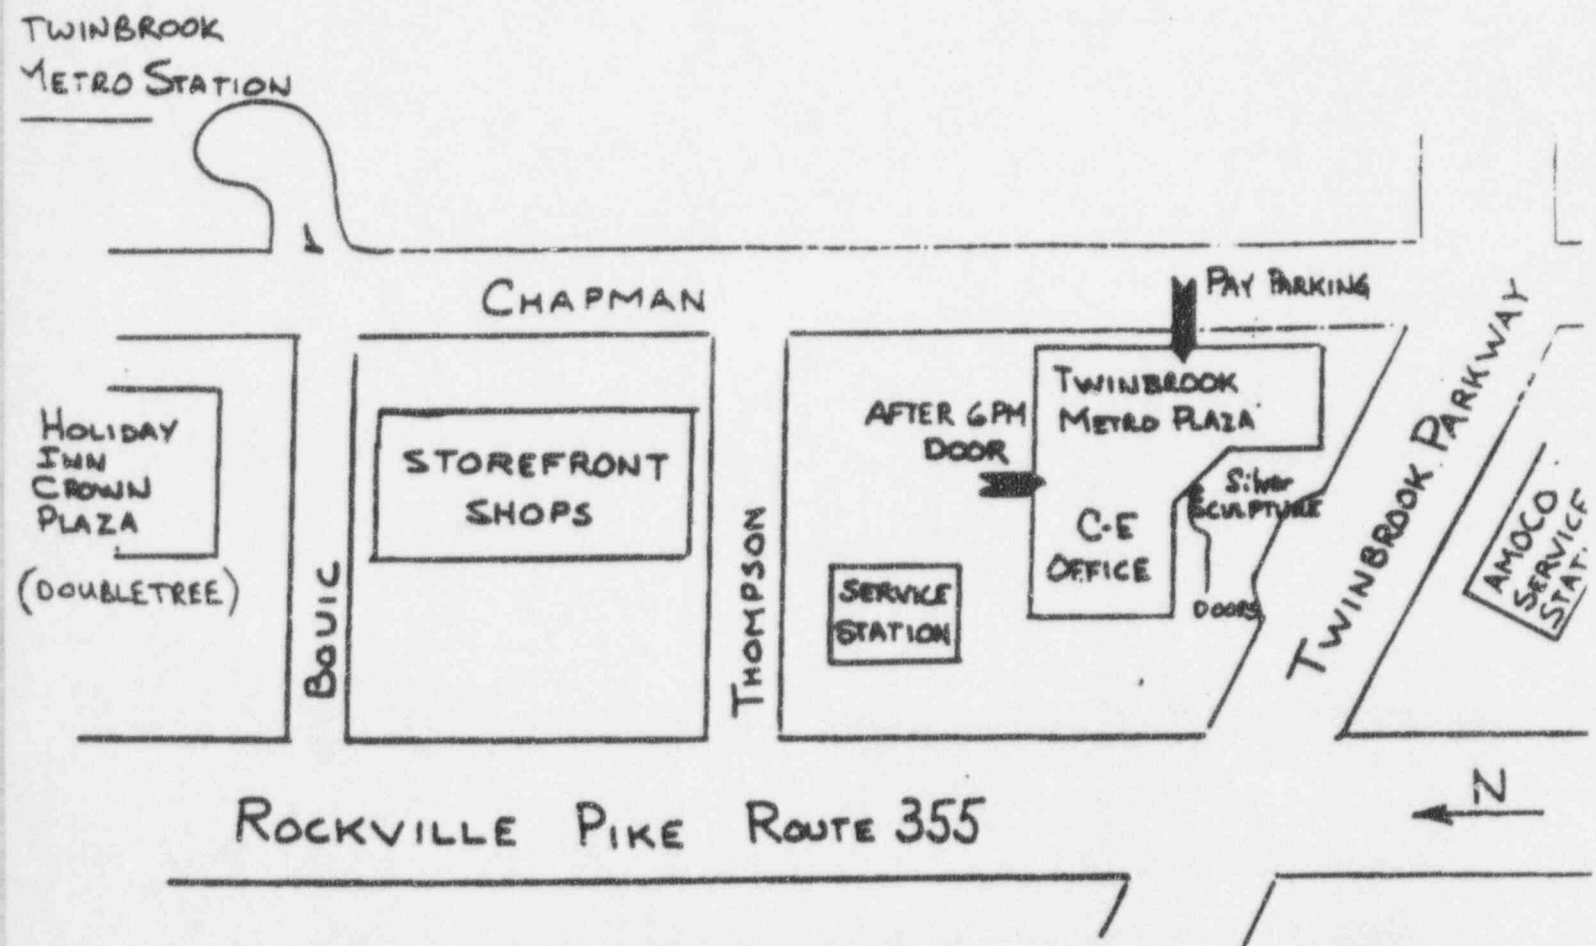 TWINBROOK
METRO STATION
CHAPMAN
PAY PARKING
HOLIDAY
INN
CROWN
PLAZA
(DOUBLETREE)
BOUIC
STOREFRONT
SHOPS
THOMPSON
AFTER 6PM
DOOR
SERVICE
STATION
TWINBROOK
METRO PLAZA
C-E
OFFICE
Silver
SCULPTURE
DOORS
TWINBROOK PARKWAY
AMOCO
SERVICE
STAT.
ROCKVILLE PIKE ROUTE 355
N